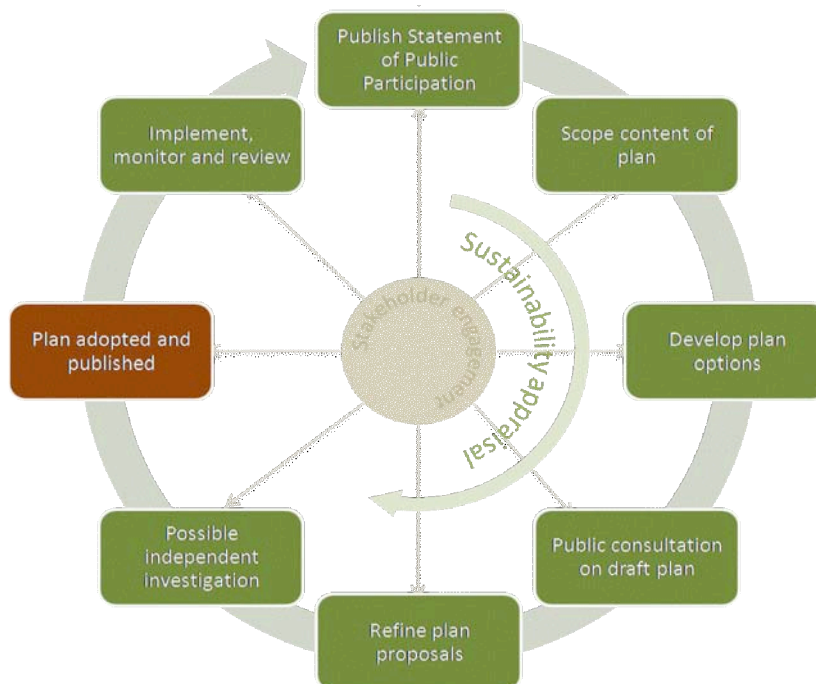 Publish Statement
of Public
Participation
Scope content of
plan
Develop plan
options
Public consultation
on draft plan
Refine plan
proposals
Possible
independent
investigation
Plan adopted and
published
Implement,
monitor and review
Stakeholder engagement
Sustainability appraisal